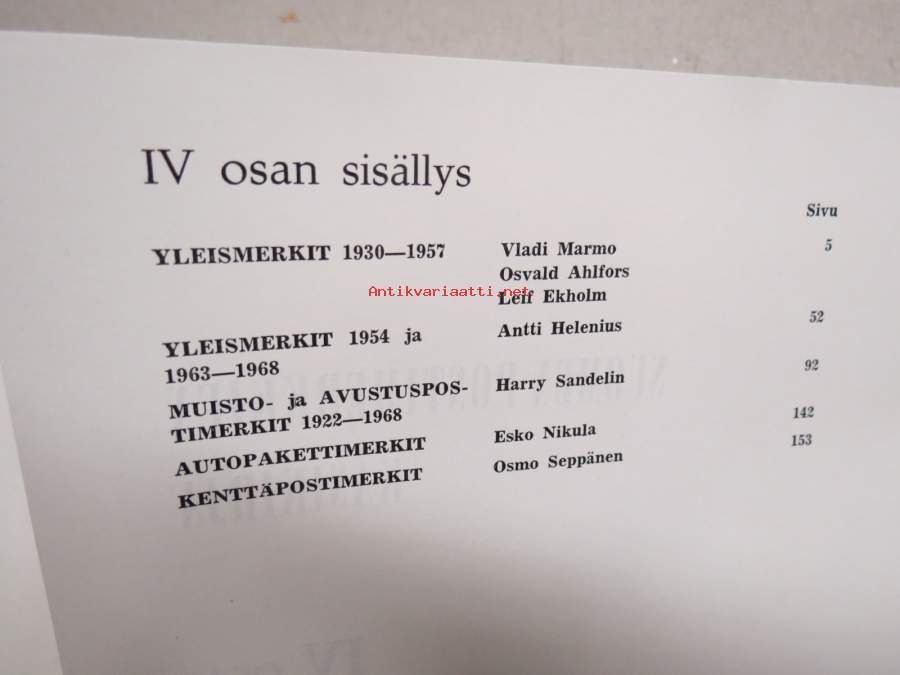 IV osan sisällys
Sivu
YLEISMERKIT 1930—1957 Vladi Marmo 5
Osvald Ahlfors
Antikvariaatti.net
Leif Ekholm
YLEISMERKIT 1954 ja Antti Helenius 52
1963—1968
MUISTO- ja AVUSTUSPOS- Harry Sandelin 92
TIMERKIT 1922—1968
AUTOPAKETTIMERKIT Esko Nikula 142
KENTTÄPOSTIMERKIT Osmo Seppänen 153